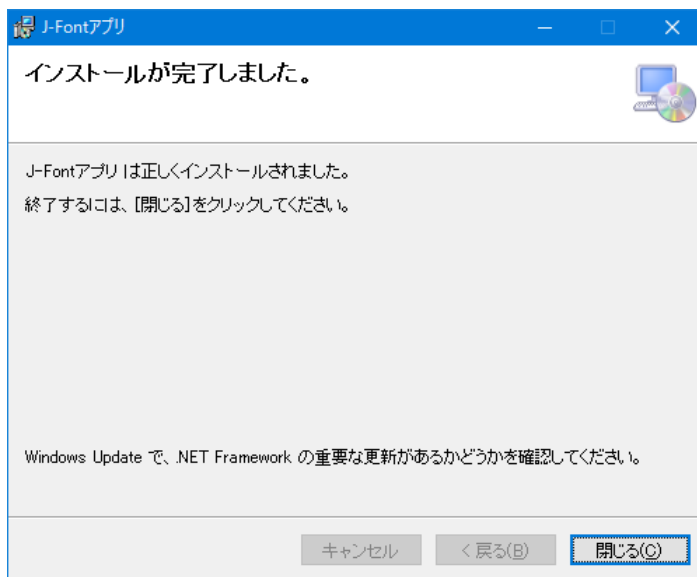 J-Fontアプリ
インストールが完了しました。
J-Fontアプリ は正しくインストールされました。
終了するには、[閉じる]をクリックしてください。
Windows Update で、.NET Framework の重要な更新があるかどうかを確認してください。
キャンセル
< 戻る(B)
閉じる(C)